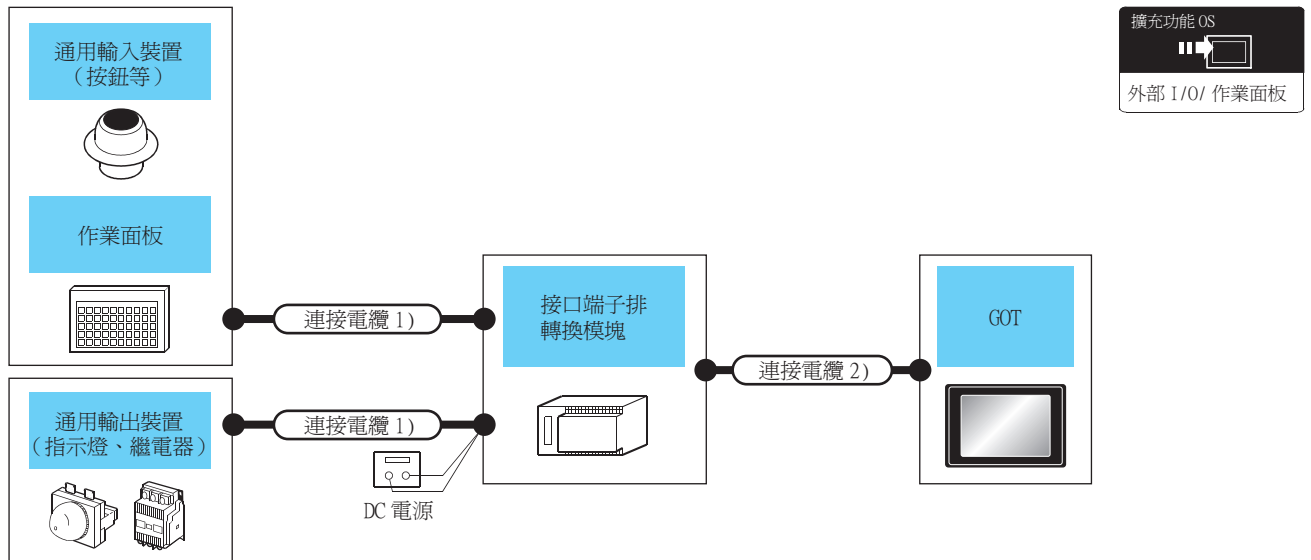 擴充功能 OS
外部 I/O/ 作業面板
通用輸入裝置
（按鈕等）
作業面板
連接電纜 1)
接口端子排
轉換模塊
連接電纜 2)
GOT
通用輸出裝置
（指示燈、繼電器）
連接電纜 1)
DC 電源